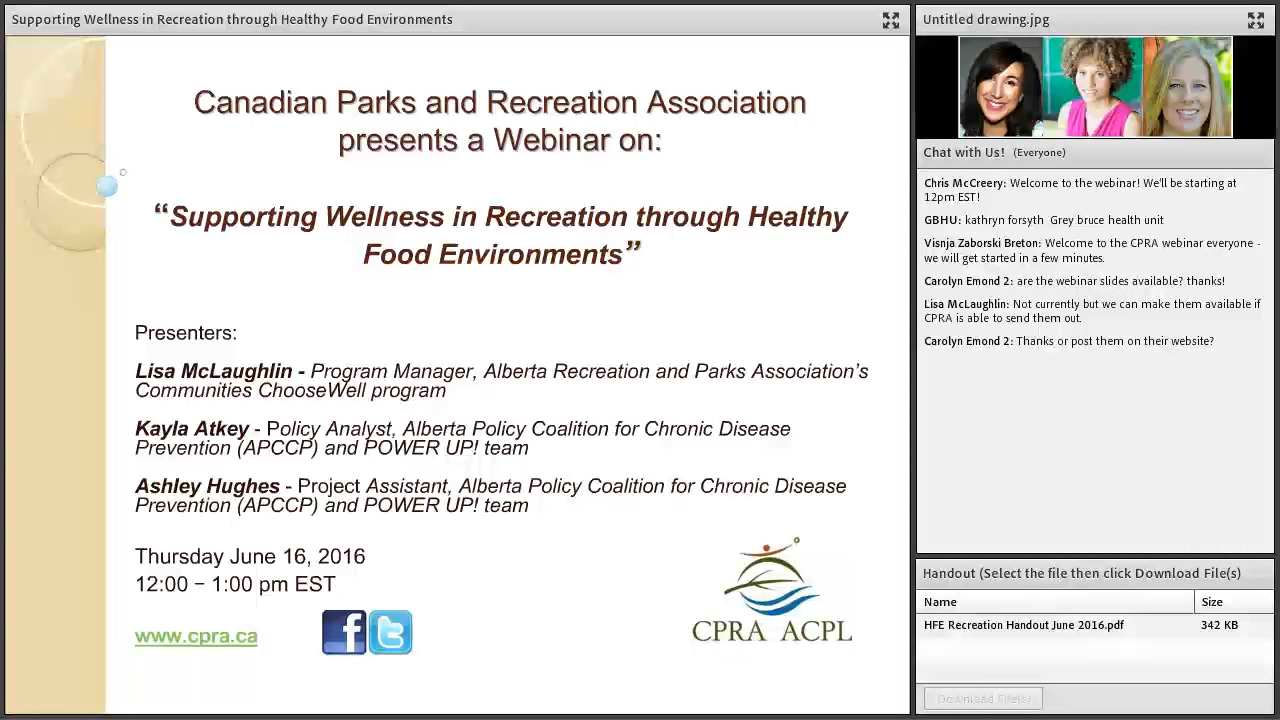 Supporting Wellness in Recreation through Healthy Food Environments
Canadian Parks and Recreation Association
presents a Webinar on:
“Supporting Wellness in Recreation through Healthy
Food Environments”
Presenters:
Lisa McLaughlin - Program Manager, Alberta Recreation and Parks Association’s
Communities ChooseWell program
Kayla Atkey - Policy Analyst, Alberta Policy Coalition for Chronic Disease
Prevention (APCCP) and POWER UP! team
Ashley Hughes - Project Assistant, Alberta Policy Coalition for Chronic Disease
Prevention (APCCP) and POWER UP! team
Thursday June 16, 2016
12:00 – 1:00 pm EST
www.cpra.ca
f
t
CPRA ACPL
Untitled drawing.jpg
Chat with Us! (Everyone)
Chris McCreery: Welcome to the webinar! We'll be starting at
12pm EST!
GBHU: kathryn forsyth Grey bruce health unit
Visnja Zaborski Breton: Welcome to the CPRA webinar everyone -
we will get started in a few minutes.
Carolyn Emond 2: are the webinar slides available? thanks!
Lisa McLaughlin: Not currently but we can make them available if
CPRA is able to send them out.
Carolyn Emond 2: Thanks or post them on their website?
Handout (Select the file then click Download File(s)
Name Size
HFE Recreation Handout June 2016.pdf 342 KB
Download File(s)